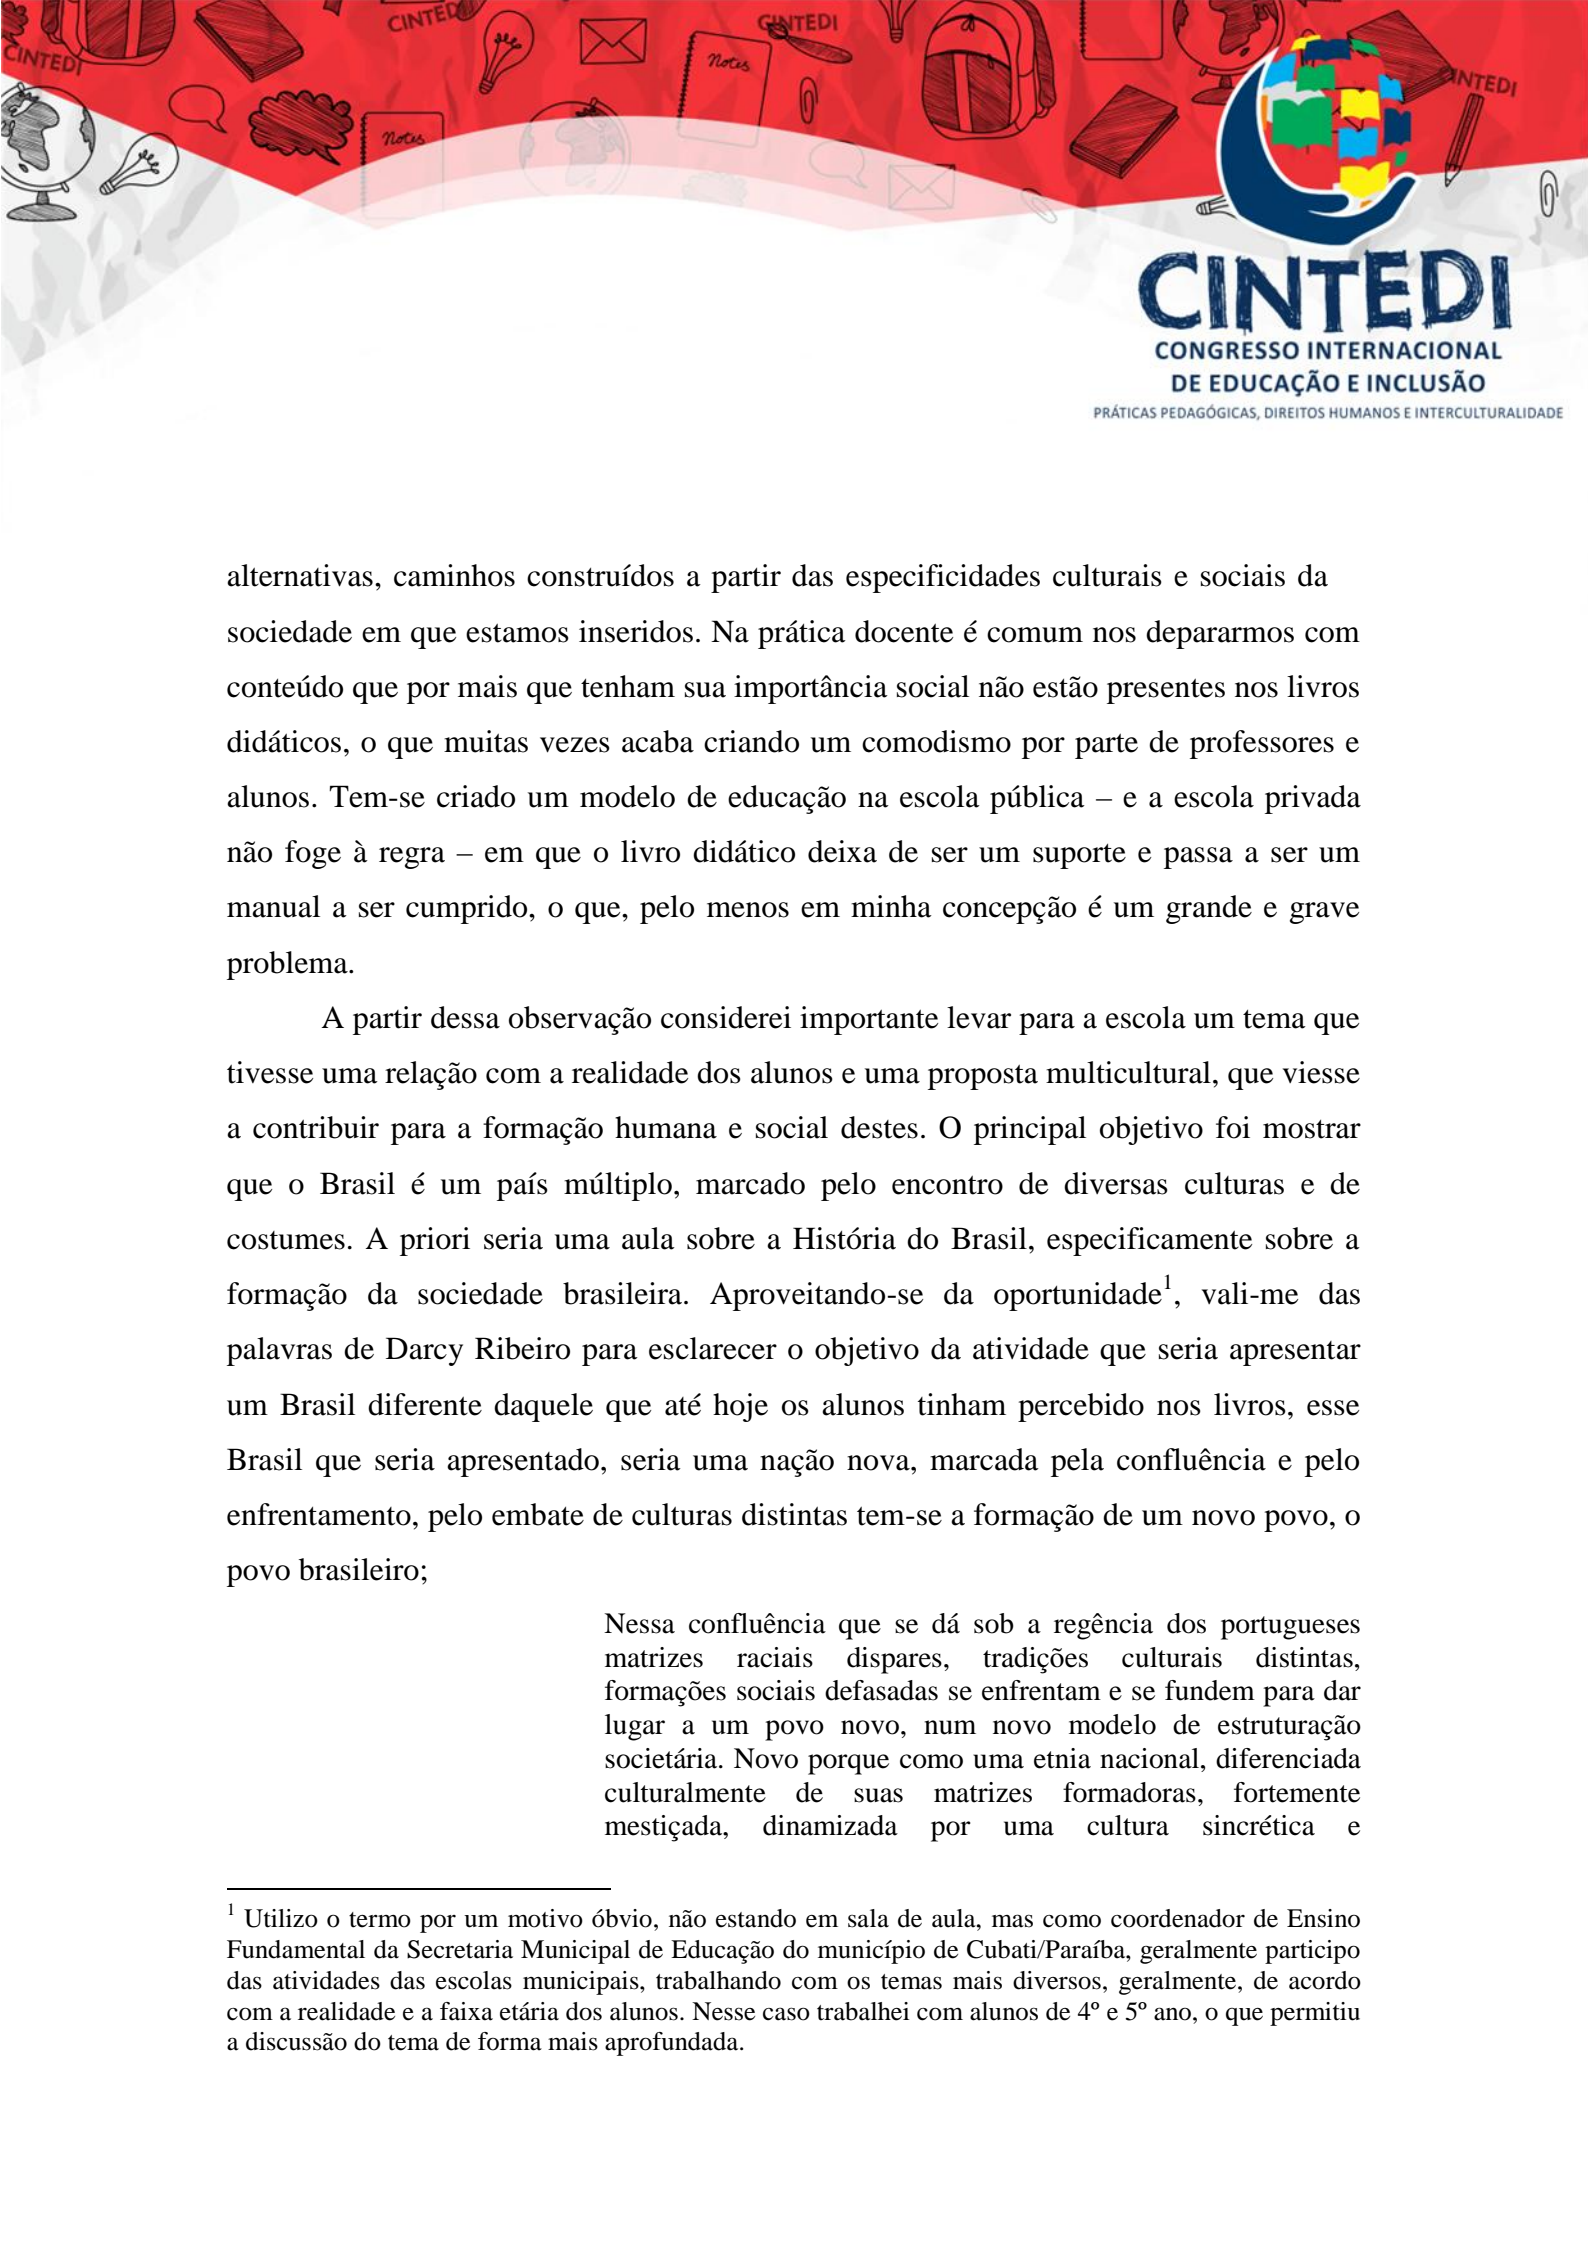 CINTEDI
CINTEDI
CINTEDI
CINTEDI
Notes
Notes
CINTEDI
CONGRESSO INTERNACIONAL
DE EDUCAÇÃO E INCLUSÃO
PRÁTICAS PEDAGÓGICAS, DIREITOS HUMANOS E INTERCULTURALIDADE
alternativas, caminhos construídos a partir das especificidades culturais e sociais da
sociedade em que estamos inseridos. Na prática docente é comum nos depararmos com
conteúdo que por mais que tenham sua importância social não estão presentes nos livros
didáticos, o que muitas vezes acaba criando um comodismo por parte de professores e
alunos. Tem-se criado um modelo de educação na escola pública – e a escola privada
não foge à regra – em que o livro didático deixa de ser um suporte e passa a ser um
manual a ser cumprido, o que, pelo menos em minha concepção é um grande e grave
problema.
A partir dessa observação considerei importante levar para a escola um tema que
tivesse uma relação com a realidade dos alunos e uma proposta multicultural, que viesse
a contribuir para a formação humana e social destes. O principal objetivo foi mostrar
que o Brasil é um país múltiplo, marcado pelo encontro de diversas culturas e de
costumes. A priori seria uma aula sobre a História do Brasil, especificamente sobre a
formação da sociedade brasileira. Aproveitando-se da oportunidade¹, vali-me das
palavras de Darcy Ribeiro para esclarecer o objetivo da atividade que seria apresentar
um Brasil diferente daquele que até hoje os alunos tinham percebido nos livros, esse
Brasil que seria apresentado, seria uma nação nova, marcada pela confluência e pelo
enfrentamento, pelo embate de culturas distintas tem-se a formação de um novo povo, o
povo brasileiro;
Nessa confluência que se dá sob a regência dos portugueses
matrizes raciais dispares, tradições culturais distintas,
formações sociais defasadas se enfrentam e se fundem para dar
lugar a um povo novo, num novo modelo de estruturação
societária. Novo porque como uma etnia nacional, diferenciada
culturalmente de suas matrizes formadoras, fortemente
mestiçada, dinamizada por uma cultura sincrética e
¹ Utilizo o termo por um motivo óbvio, não estando em sala de aula, mas como coordenador de Ensino
Fundamental da Secretaria Municipal de Educação do município de Cubati/Paraíba, geralmente participo
das atividades das escolas municipais, trabalhando com os temas mais diversos, geralmente, de acordo
com a realidade e a faixa etária dos alunos. Nesse caso trabalhei com alunos de 4º e 5º ano, o que permitiu
a discussão do tema de forma mais aprofundada.